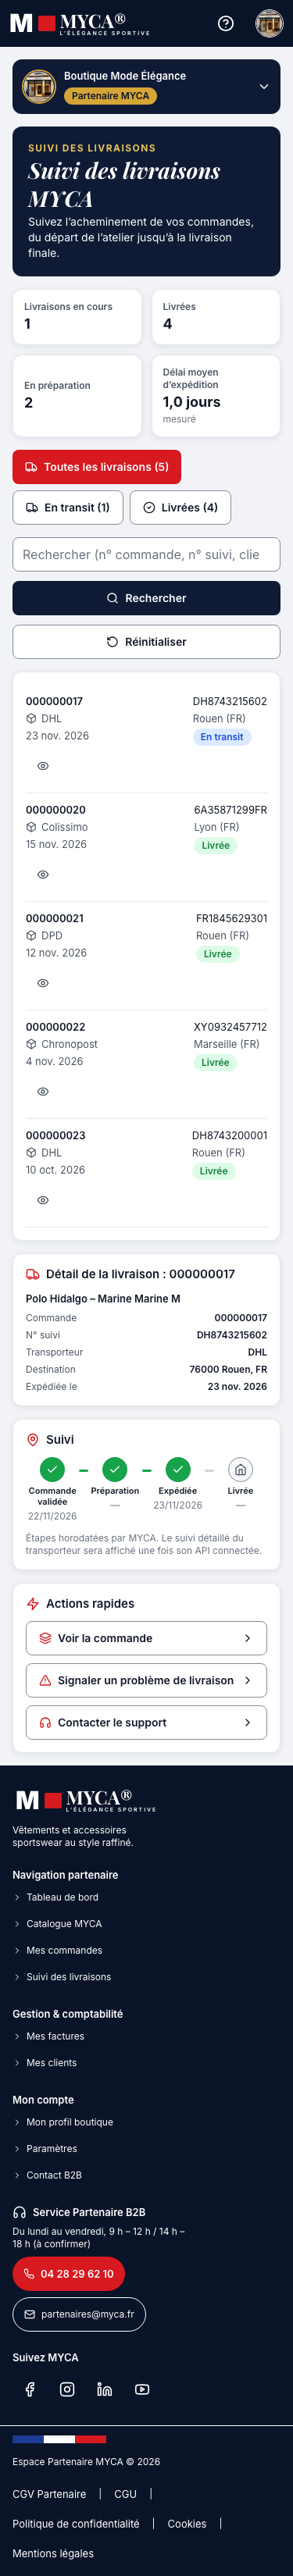 M MYCA®
L'ÉLÉGANCE SPORTIVE
Boutique Mode Élégance
Partenaire MYCA
SUIVI DES LIVRAISONS
Suivi des livraisons
MYCA
Suivez l'acheminement de vos commandes,
du départ de l'atelier jusqu'à la livraison
finale.
Livraisons en cours
1
Livrées
4
En préparation
2
Délai moyen
d'expédition
1,0 jours
mesuré
Toutes les livraisons (5)
En transit (1)
Livrées (4)
Rechercher (n° commande, n° suivi, clie
Rechercher
Réinitialiser
000000017
DHL
23 nov. 2026
DH8743215602
Rouen (FR)
En transit
000000020
Colissimo
15 nov. 2026
6A35871299FR
Lyon (FR)
Livrée
000000021
DPD
12 nov. 2026
FR1845629301
Rouen (FR)
Livrée
000000022
Chronopost
4 nov. 2026
XY0932457712
Marseille (FR)
Livrée
000000023
DHL
10 oct. 2026
DH8743200001
Rouen (FR)
Livrée
Détail de la livraison : 000000017
Polo Hidalgo – Marine Marine M
Commande 000000017
N° suivi DH8743215602
Transporteur DHL
Destination 76000 Rouen, FR
Expédiée le 23 nov. 2026
Suivi
Commande
validée
22/11/2026
Préparation
—
Expédiée
23/11/2026
Livrée
—
Étapes horodatées par MYCA. Le suivi détaillé du
transporteur sera affiché une fois son API connectée.
Actions rapides
Voir la commande
Signaler un problème de livraison
Contacter le support
M MYCA®
L'ÉLÉGANCE SPORTIVE
Vêtements et accessoires
sportswear au style raffiné.
Navigation partenaire
Tableau de bord
Catalogue MYCA
Mes commandes
Suivi des livraisons
Gestion & comptabilité
Mes factures
Mes clients
Mon compte
Mon profil boutique
Paramètres
Contact B2B
Service Partenaire B2B
Du lundi au vendredi, 9 h – 12 h / 14 h –
18 h (à confirmer)
04 28 29 62 10
partenaires@myca.fr
Suivez MYCA
Espace Partenaire MYCA © 2026
CGV Partenaire | CGU |
Politique de confidentialité | Cookies |
Mentions légales